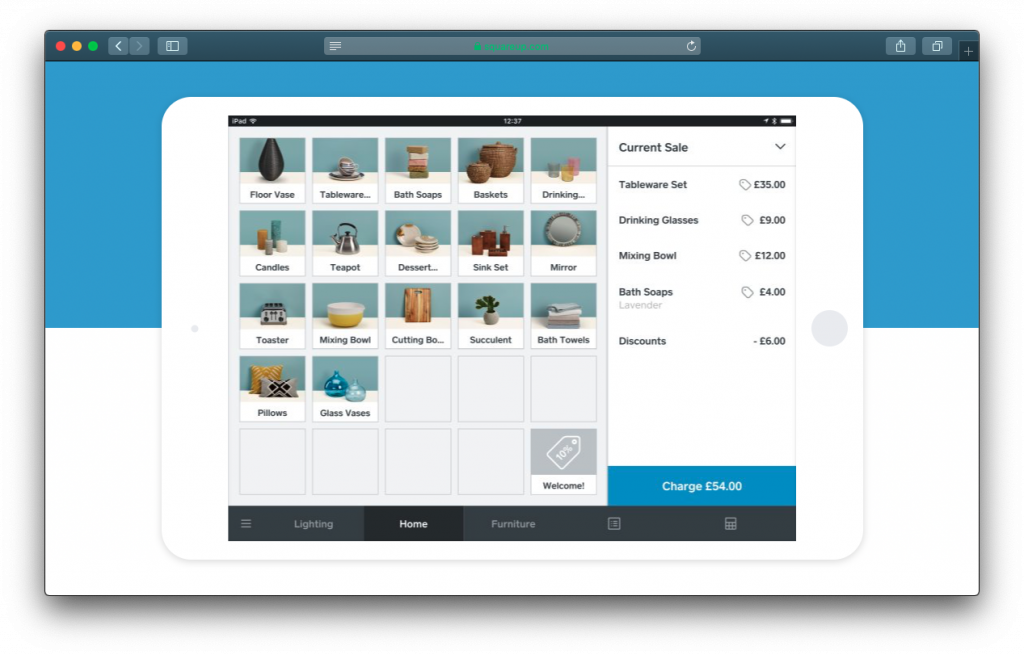 iPad
12:37
Floor Vase
Tableware...
Bath Soaps
Baskets
Drinking...
Candles
Teapot
Dessert...
Sink Set
Mirror
Toaster
Mixing Bowl
Cutting Bo...
Succulent
Bath Towels
Pillows
Glass Vases
10%
Welcome!
Current Sale
Tableware Set £35.00
Drinking Glasses £9.00
Mixing Bowl £12.00
Bath Soaps £4.00
Lavender
Discounts - £6.00
Charge £54.00
Lighting
Home
Furniture